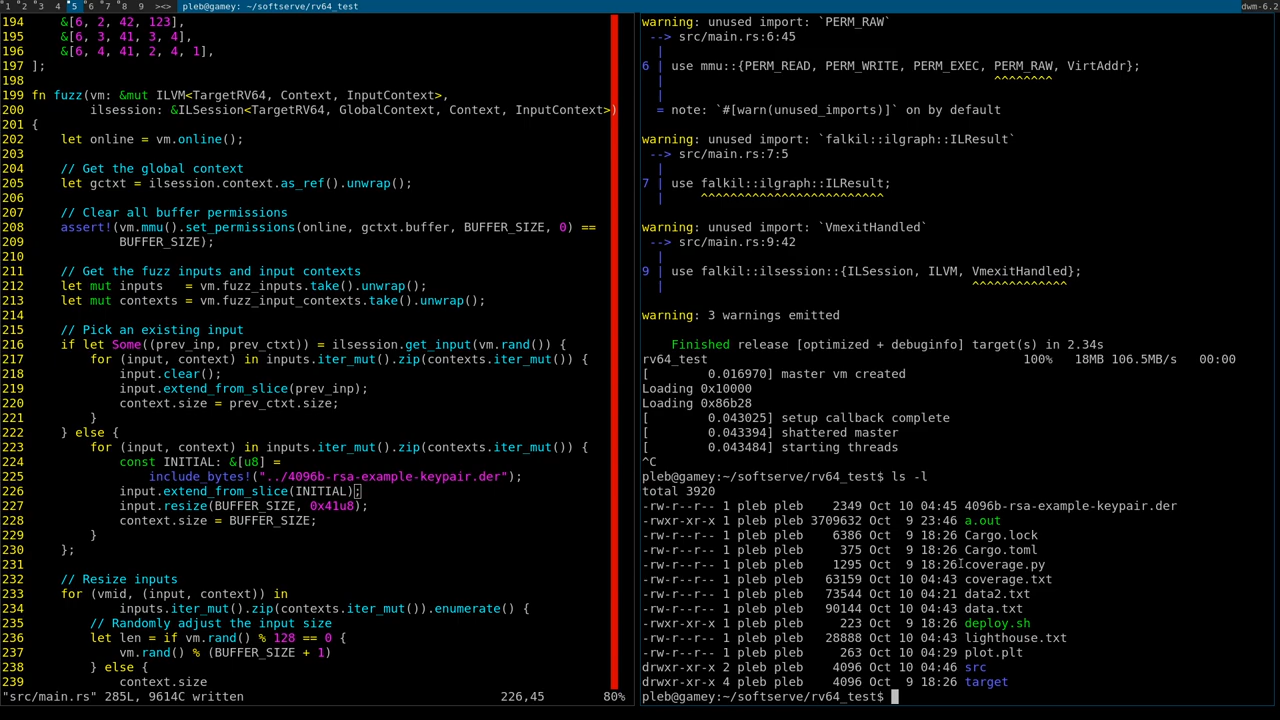 1 2 3 4 5 6 7 8 9 ><> pleb@gamey: ~/softserve/rv64_test dwm-6.2
194     &[6, 2, 42, 123],
195     &[6, 3, 41, 3, 4],
196     &[6, 4, 41, 2, 4, 1],
197 ];
198
199 fn fuzz(vm: &mut ILVM<TargetRV64, Context, InputContext>,
200         ilsession: &ILSession<TargetRV64, GlobalContext, Context, InputContext>)
201 {
202     let online = vm.online();
203
204     // Get the global context
205     let gctxt = ilsession.context.as_ref().unwrap();
206
207     // Clear all buffer permissions
208     assert!(vm.mmu().set_permissions(online, gctxt.buffer, BUFFER_SIZE, 0) ==
209             BUFFER_SIZE);
210
211     // Get the fuzz inputs and input contexts
212     let mut inputs   = vm.fuzz_inputs.take().unwrap();
213     let mut contexts = vm.fuzz_input_contexts.take().unwrap();
214
215     // Pick an existing input
216     if let Some((prev_inp, prev_ctxt)) = ilsession.get_input(vm.rand()) {
217         for (input, context) in inputs.iter_mut().zip(contexts.iter_mut()) {
218             input.clear();
219             input.extend_from_slice(prev_inp);
220             context.size = prev_ctxt.size;
221         }
222     } else {
223         for (input, context) in inputs.iter_mut().zip(contexts.iter_mut()) {
224             const INITIAL: &[u8] =
225                 include_bytes!("../4096b-rsa-example-keypair.der");
226             input.extend_from_slice(INITIAL);
227             input.resize(BUFFER_SIZE, 0x41u8);
228             context.size = BUFFER_SIZE;
229         }
230     };
231
232     // Resize inputs
233     for (vmid, (input, context)) in
234             inputs.iter_mut().zip(contexts.iter_mut()).enumerate() {
235         // Randomly adjust the input size
236         let len = if vm.rand() % 128 == 0 {
237             vm.rand() % (BUFFER_SIZE + 1)
238         } else {
239             context.size
"src/main.rs" 285L, 9614C written 226,45 80%
warning: unused import: `PERM_RAW`
 --> src/main.rs:6:45
  |
6 | use mmu::{PERM_READ, PERM_WRITE, PERM_EXEC, PERM_RAW, VirtAddr};
  |                                             ^^^^^^^^
  |
  = note: `#[warn(unused_imports)]` on by default
warning: unused import: `falkil::ilgraph::ILResult`
 --> src/main.rs:7:5
  |
7 | use falkil::ilgraph::ILResult;
  |     ^^^^^^^^^^^^^^^^^^^^^^^^^
warning: unused import: `VmexitHandled`
 --> src/main.rs:9:42
  |
9 | use falkil::ilsession::{ILSession, ILVM, VmexitHandled};
  |                                          ^^^^^^^^^^^^^
warning: 3 warnings emitted
    Finished release [optimized + debuginfo] target(s) in 2.34s
rv64_test 100% 18MB 106.5MB/s 00:00
[        0.016970] master vm created
Loading 0x10000
Loading 0x86b28
[        0.043025] setup callback complete
[        0.043394] shattered master
[        0.043484] starting threads
^C
pleb@gamey:~/softserve/rv64_test$ ls -l
total 3920
-rw-r--r-- 1 pleb pleb    2349 Oct 10 04:45 4096b-rsa-example-keypair.der
-rwxr-xr-x 1 pleb pleb 3709632 Oct  9 23:46 a.out
-rw-r--r-- 1 pleb pleb    6386 Oct  9 18:26 Cargo.lock
-rw-r--r-- 1 pleb pleb     375 Oct  9 18:26 Cargo.toml
-rw-r--r-- 1 pleb pleb    1295 Oct  9 18:26 coverage.py
-rw-r--r-- 1 pleb pleb   63159 Oct 10 04:43 coverage.txt
-rw-r--r-- 1 pleb pleb   73544 Oct 10 04:21 data2.txt
-rw-r--r-- 1 pleb pleb   90144 Oct 10 04:43 data.txt
-rwxr-xr-x 1 pleb pleb     223 Oct  9 18:26 deploy.sh
-rw-r--r-- 1 pleb pleb   28888 Oct 10 04:43 lighthouse.txt
-rw-r--r-- 1 pleb pleb     263 Oct 10 04:29 plot.plt
drwxr-xr-x 2 pleb pleb    4096 Oct 10 04:46 src
drwxr-xr-x 4 pleb pleb    4096 Oct  9 18:26 target
pleb@gamey:~/softserve/rv64_test$